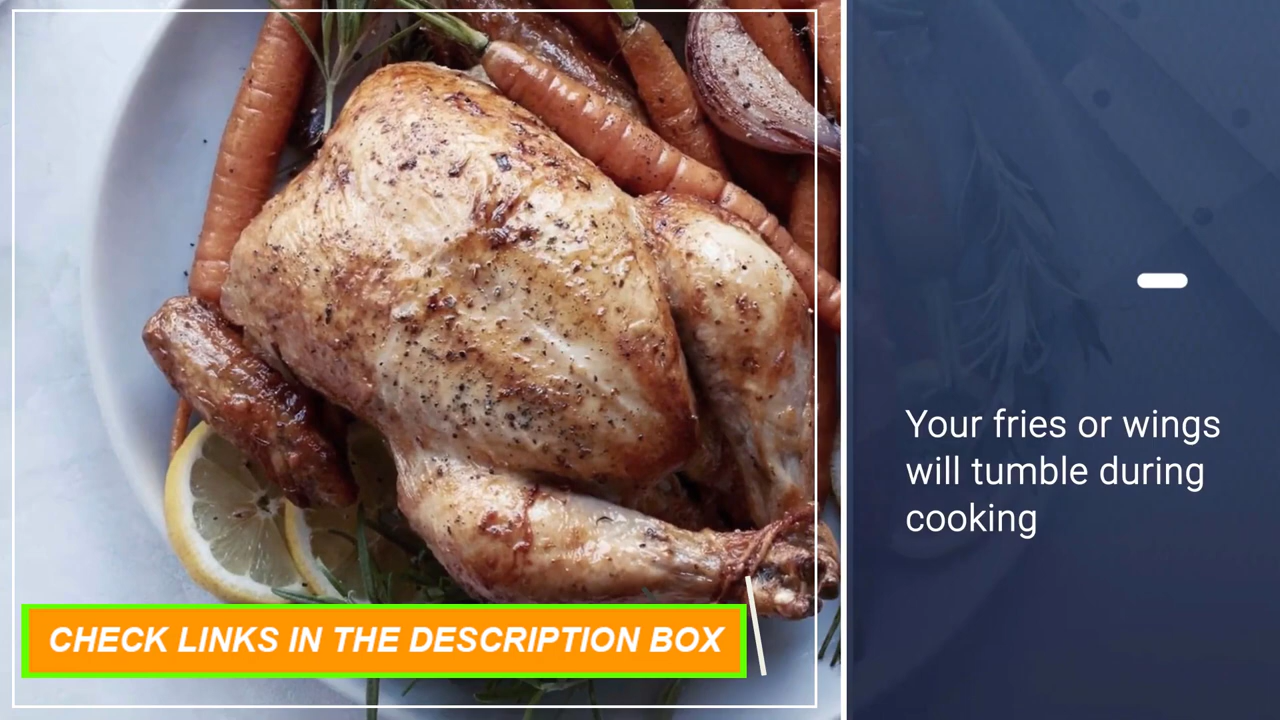 Your fries or wings
will tumble during
cooking
CHECK LINKS IN THE DESCRIPTION BOX